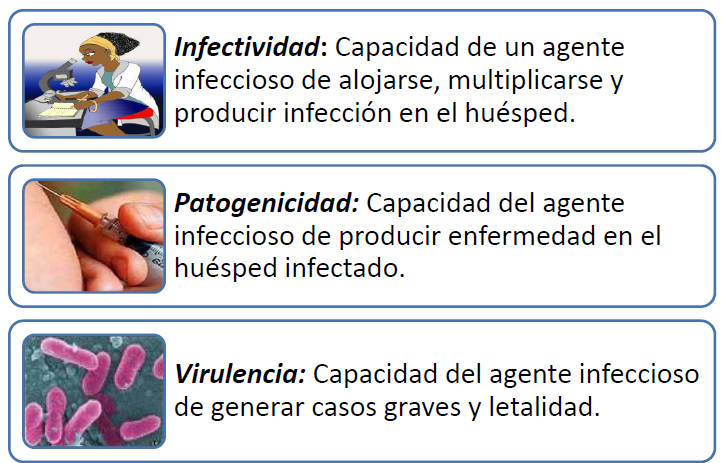 Infectividad: Capacidad de un agente
infeccioso de alojarse, multiplicarse y
producir infección en el huésped.
Patogenicidad: Capacidad del agente
infeccioso de producir enfermedad en el
huésped infectado.
Virulencia: Capacidad del agente infeccioso
de generar casos graves y letalidad.